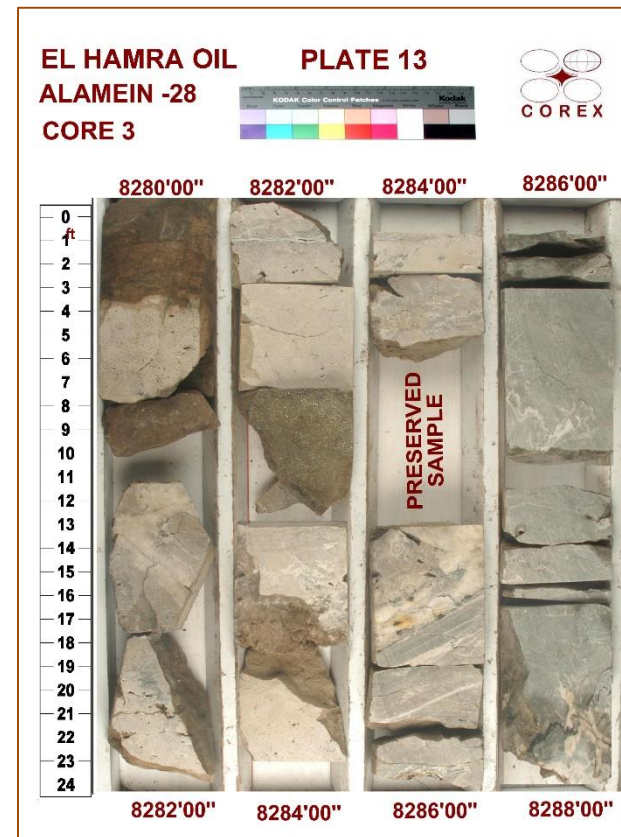 EL HAMRA OIL
PLATE 13
ALAMEIN -28
CORE 3
KODAK Color Control Patches
Kodak
COREX
8280'00" 8282'00" 8284'00" 8286'00"
0
ft
1
2
3
4
5
6
7
8
9
10
11
12
13
14
15
16
17
18
19
20
21
22
23
24
PRESERVED
SAMPLE
8282'00" 8284'00" 8286'00" 8288'00"